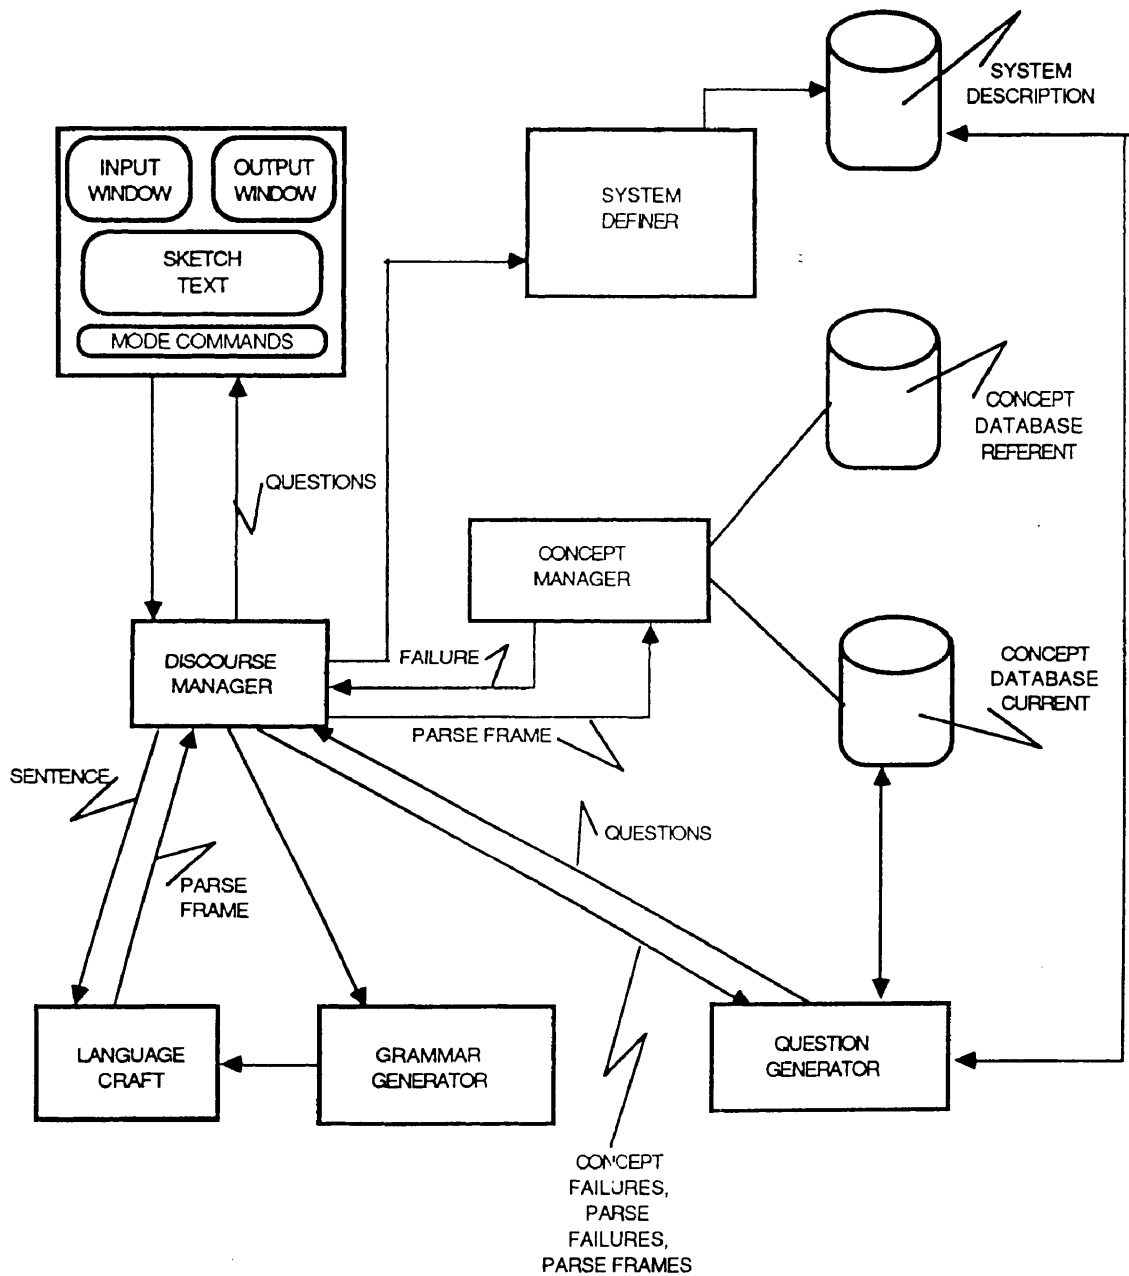 SYSTEM
DESCRIPTION
INPUT
WINDOW
OUTPUT
WINDOW
SKETCH
TEXT
MODE COMMANDS
SYSTEM
DEFINER
CONCEPT
DATABASE
REFERENT
QUESTIONS
CONCEPT
MANAGER
DISCOURSE
MANAGER
FAILURE
PARSE FRAME
CONCEPT
DATABASE
CURRENT
SENTENCE
PARSE
FRAME
QUESTIONS
LANGUAGE
CRAFT
GRAMMAR
GENERATOR
QUESTION
GENERATOR
CONCEPT
FAILURES,
PARSE
FAILURES,
PARSE FRAMES